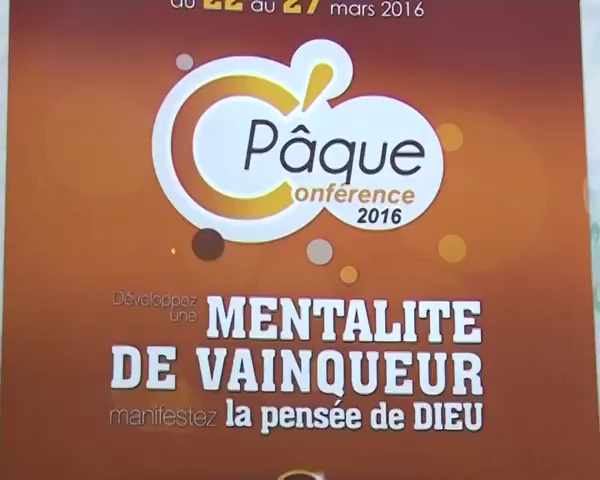 du 22 au 27 mars 2016
C'Pâque
Conférence
2016
Développez
une
MENTALITE
DE VAINQUEUR
manifestez la pensée de DIEU